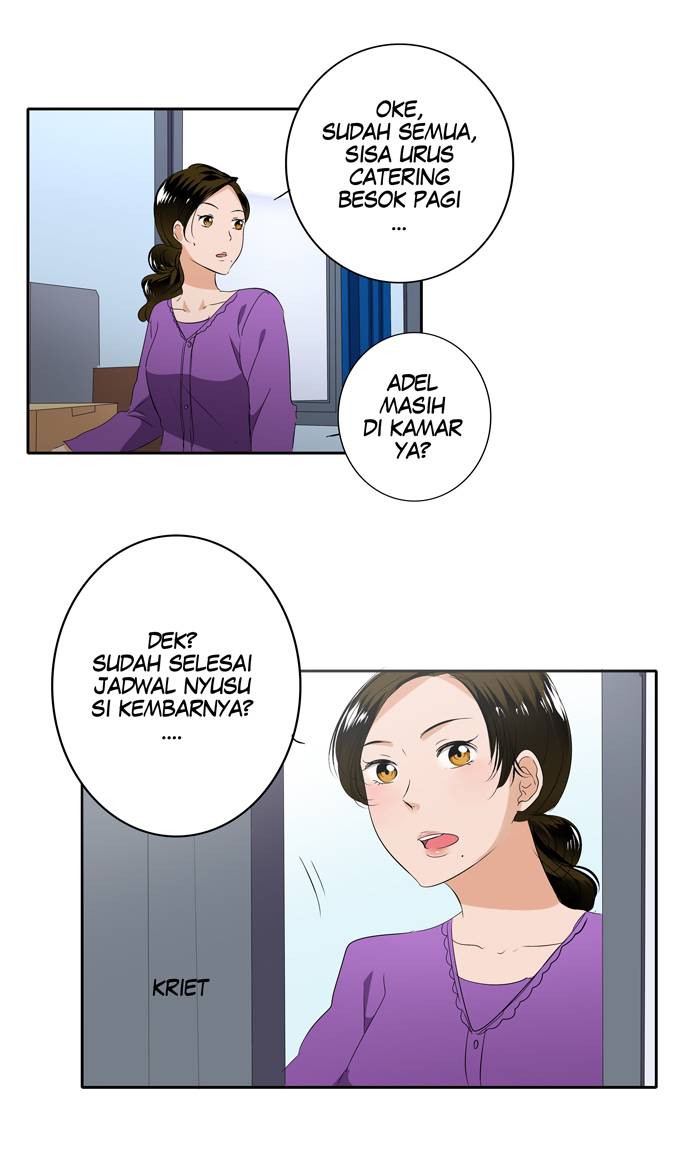 OKE,
SUDAH SEMUA,
SISA URUS
CATERING
BESOK PAGI
...
ADEL
MASIH
DI KAMAR
YA?
DEK?
SUDAH SELESAI
JADWAL NYUSU
SI KEMBARNYA?
....
KRIET